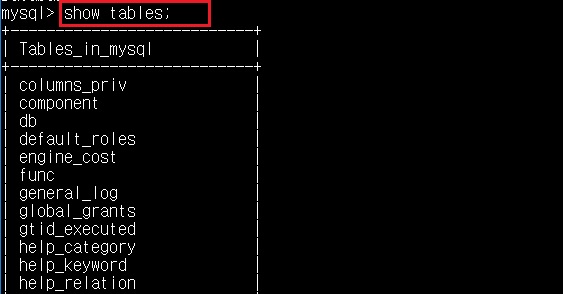 mysql> show tables;
+---------------------------+
| Tables_in_mysql |
+---------------------------+
| columns_priv |
| component |
| db |
| default_roles |
| engine_cost |
| func |
| general_log |
| global_grants |
| gtid_executed |
| help_category |
| help_keyword |
| help_relation |